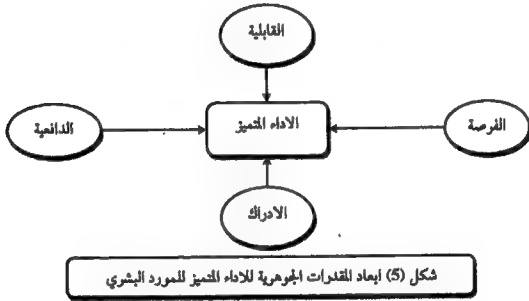 القابلية
الدافعية
الاداء المتميز
الفرصة
الادراك
شكل (5) ابعاد المقدرات الجوهرية للاداء المتميز للمورد البشري